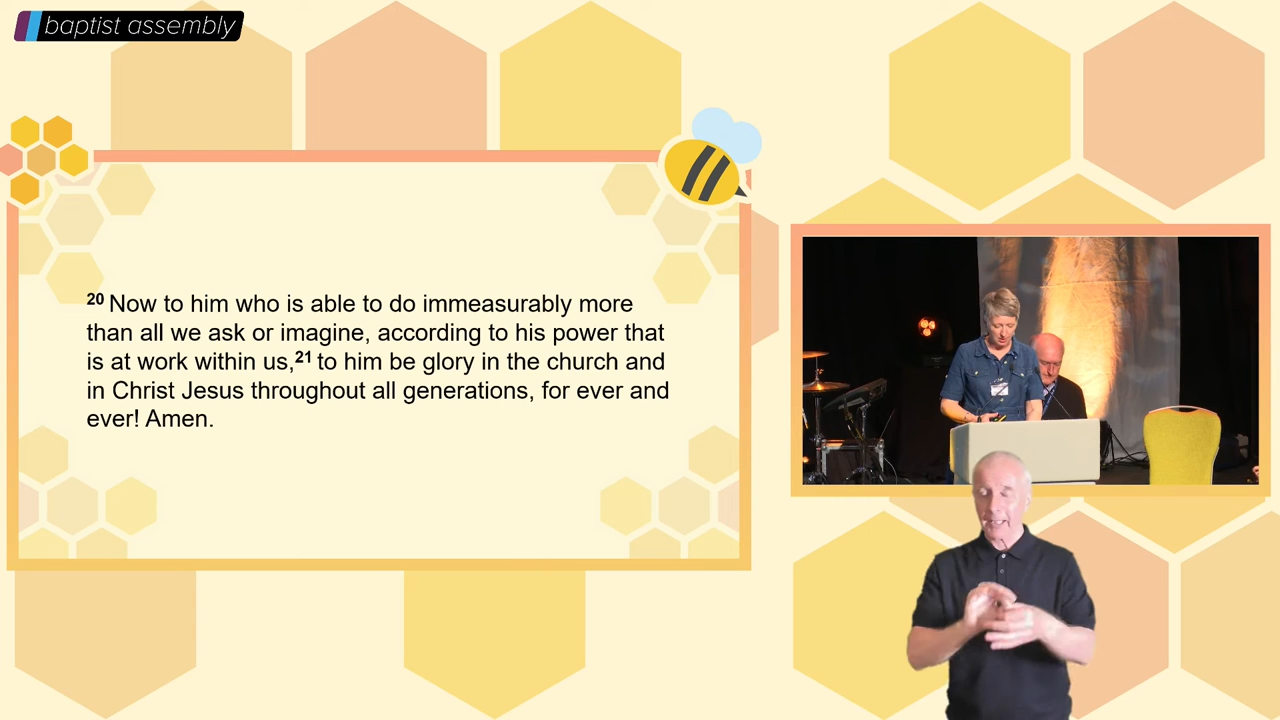 baptist assembly
20 Now to him who is able to do immeasurably more
than all we ask or imagine, according to his power that
is at work within us,21 to him be glory in the church and
in Christ Jesus throughout all generations, for ever and
ever! Amen.